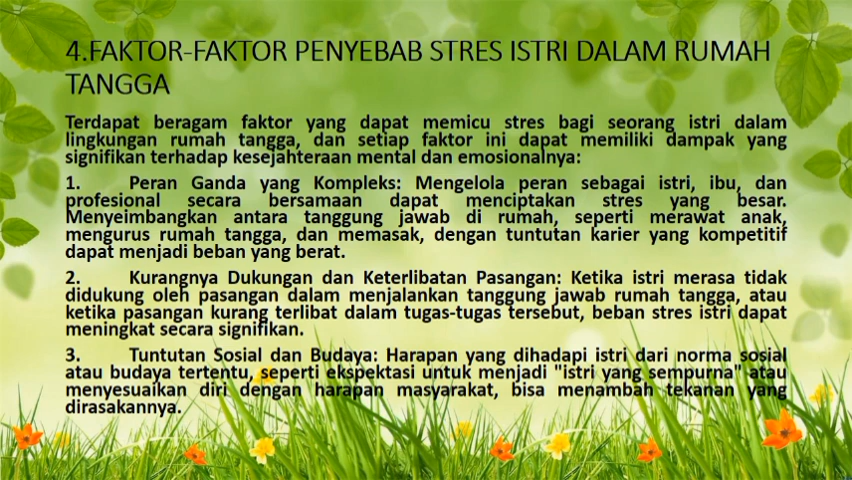 4.FAKTOR-FAKTOR PENYEBAB STRES ISTRI DALAM RUMAH
TANGGA
Terdapat beragam faktor yang dapat memicu stres bagi seorang istri dalam
lingkungan rumah tangga, dan setiap faktor ini dapat memiliki dampak yang
signifikan terhadap kesejahteraan mental dan emosionalnya:
1. Peran Ganda yang Kompleks: Mengelola peran sebagai istri, ibu, dan
profesional secara bersamaan dapat menciptakan stres yang besar.
Menyeimbangkan antara tanggung jawab di rumah, seperti merawat anak,
mengurus rumah tangga, dan memasak, dengan tuntutan karier yang kompetitif
dapat menjadi beban yang berat.
2. Kurangnya Dukungan dan Keterlibatan Pasangan: Ketika istri merasa tidak
didukung oleh pasangan dalam menjalankan tanggung jawab rumah tangga, atau
ketika pasangan kurang terlibat dalam tugas-tugas tersebut, beban stres istri dapat
meningkat secara signifikan.
3. Tuntutan Sosial dan Budaya: Harapan yang dihadapi istri dari norma sosial
atau budaya tertentu, seperti ekspektasi untuk menjadi "istri yang sempurna" atau
menyesuaikan diri dengan harapan masyarakat, bisa menambah tekanan yang
dirasakannya.